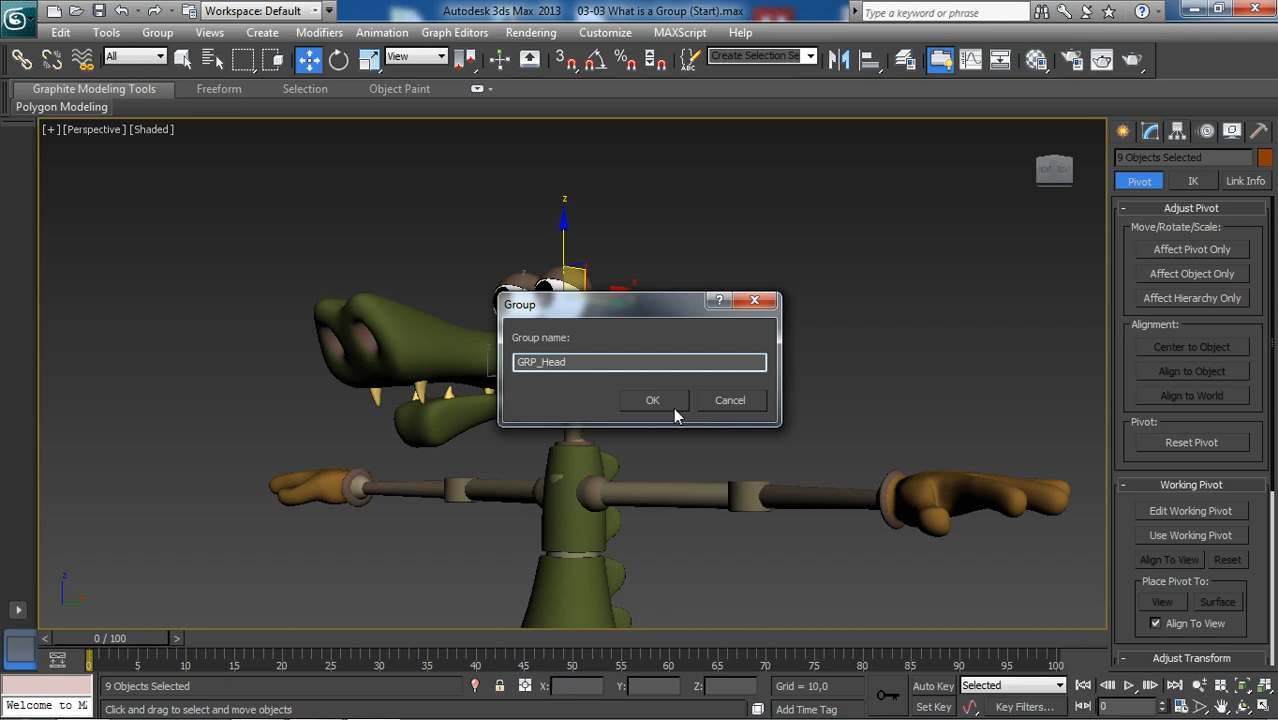 Workspace: Default
Autodesk 3ds Max 2013
03-03 What is a Group (Start).max
Type a keyword or phrase
Edit
Tools
Group
Views
Create
Modifiers
Animation
Graph Editors
Rendering
Customize
MAXScript
Help
All
View
3
Create Selection Se
Graphite Modeling Tools
Freeform
Selection
Object Paint
Polygon Modeling
[+] [Perspective] [Shaded]
9 Objects Selected
Pivot
IK
Link Info
- Adjust Pivot
Move/Rotate/Scale:
Affect Pivot Only
Affect Object Only
Affect Hierarchy Only
Alignment:
Center to Object
Align to Object
Align to World
Pivot:
Reset Pivot
- Working Pivot
Edit Working Pivot
Use Working Pivot
Align To View
Reset
Place Pivot To:
View
Surface
Align To View
- Adjust Transform
z
x
z
z
Group
?
Group name:
GRP_Head
OK
Cancel
z
< 0 / 100 >
0 5 10 15 20 25 30 35 40 45 50 55 60 65 70 75 80 85 90 95 100
9 Objects Selected
X:
Y:
Z:
Grid = 10,0
Auto Key
Selected
Welcome to M
Click and drag to select and move objects
Add Time Tag
Set Key
Key Filters...
0